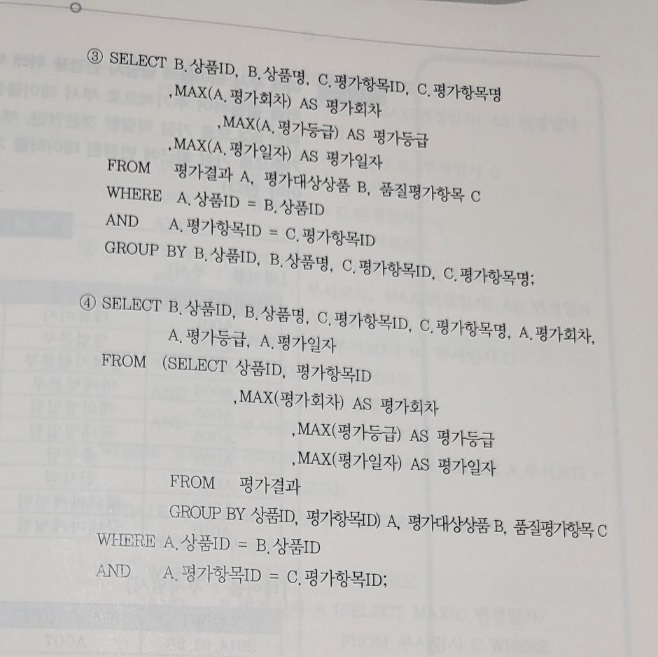 ③ SELECT B.상품ID, B.상품명, C.평가항목ID, C.평가항목명
,MAX(A.평가회차) AS 평가회차
,MAX(A.평가등급) AS 평가등급
,MAX(A.평가일자) AS 평가일자
FROM 평가결과 A, 평가대상상품 B, 품질평가항목 C
WHERE A.상품ID = B.상품ID
AND A.평가항목ID = C.평가항목ID
GROUP BY B.상품ID, B.상품명, C.평가항목ID, C.평가항목명;
④ SELECT B.상품ID, B.상품명, C.평가항목ID, C.평가항목명, A.평가회차,
A.평가등급, A.평가일자
FROM (SELECT 상품ID, 평가항목ID
,MAX(평가회차) AS 평가회차
,MAX(평가등급) AS 평가등급
,MAX(평가일자) AS 평가일자
FROM 평가결과
GROUP BY 상품ID, 평가항목ID) A, 평가대상상품 B, 품질평가항목 C
WHERE A.상품ID = B.상품ID
AND A.평가항목ID = C.평가항목ID;